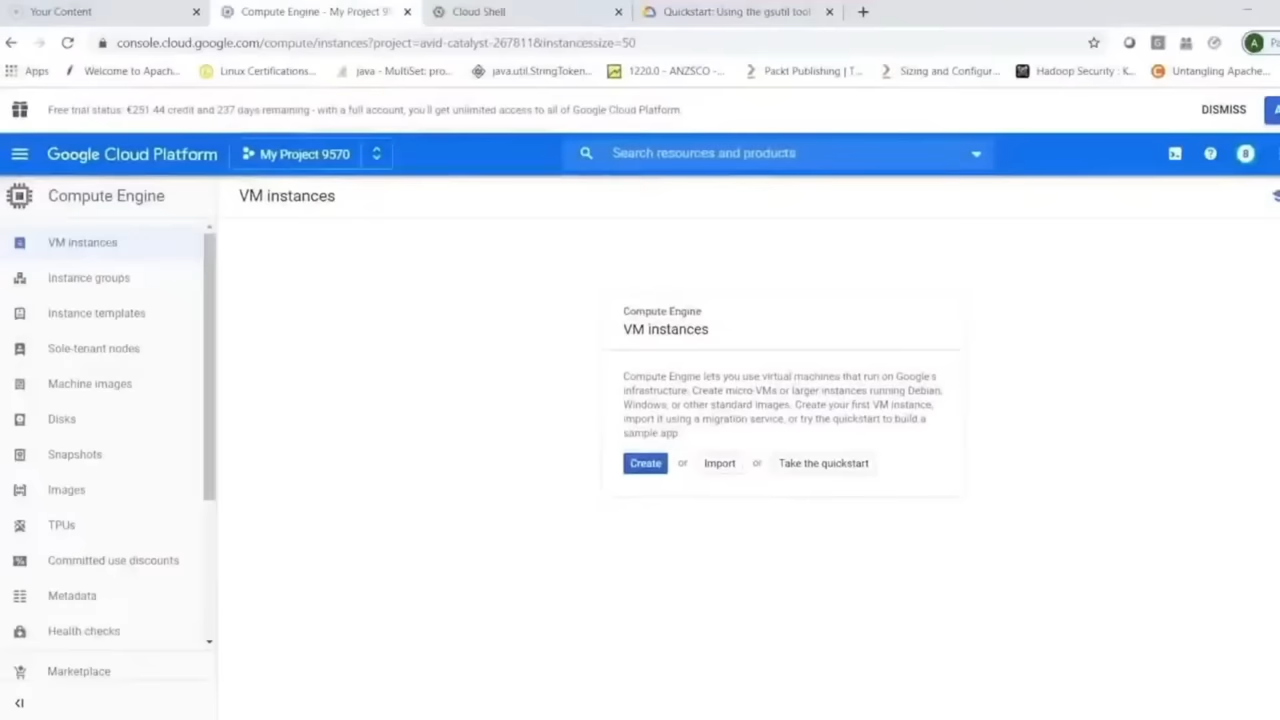 Your Content
Compute Engine - My Project 9
Cloud Shell
Quickstart: Using the gsutil tool
console.cloud.google.com/compute/instances?project=avid-catalyst-267811&instancessize=50
A
Apps
Welcome to Apach...
Linux Certifications...
java - MultiSet: pro...
java.util.StringToken...
1220.0 - ANZSCO -...
Packt Publishing | T...
Sizing and Configur...
Hadoop Security : K...
Untangling Apache...
Free trial status: €251.44 credit and 237 days remaining - with a full account, you'll get unlimited access to all of Google Cloud Platform.
DISMISS
Google Cloud Platform
My Project 9570
Search resources and products
8
Compute Engine
VM instances
VM instances
Instance groups
Instance templates
Sole-tenant nodes
Machine images
Disks
Snapshots
Images
TPUs
Committed use discounts
Metadata
Health checks
Marketplace
Compute Engine
VM instances
Compute Engine lets you use virtual machines that run on Google's
infrastructure. Create micro-VMs or larger instances running Debian,
Windows, or other standard images. Create your first VM instance,
import it using a migration service, or try the quickstart to build a
sample app
Create or Import or Take the quickstart